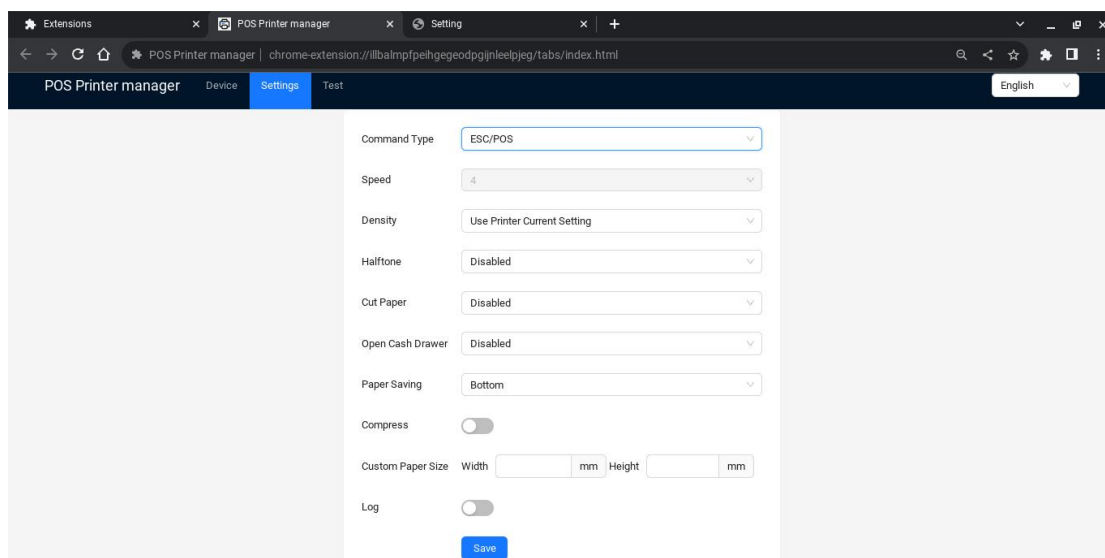 Extensions POS Printer manager Setting
POS Printer manager | chrome-extension://illbalmpfpeihgegeodpgijnleelpjeg/tabs/index.html
POS Printer manager Device Settings Test English
Command Type ESC/POS
Speed 4
Density Use Printer Current Setting
Halftone Disabled
Cut Paper Disabled
Open Cash Drawer Disabled
Paper Saving Bottom
Compress
Custom Paper Size Width mm Height mm
Log
Save